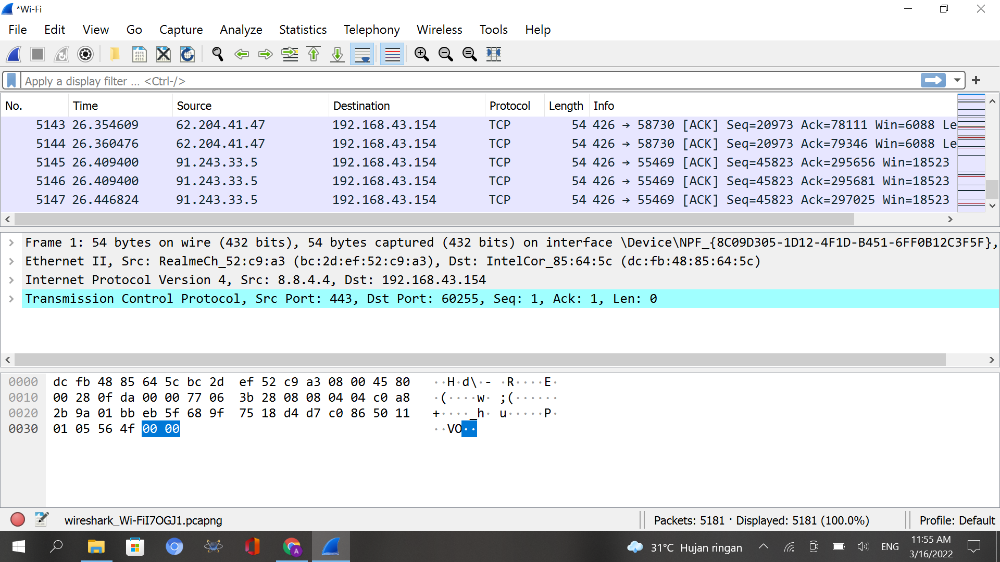 *Wi-Fi
File Edit View Go Capture Analyze Statistics Telephony Wireless Tools Help
Apply a display filter ... <Ctrl-/>
No. Time Source Destination Protocol Length Info
5143 26.354609 62.204.41.47 192.168.43.154 TCP 54 426 → 58730 [ACK] Seq=20973 Ack=78111 Win=6088 Le
5144 26.360476 62.204.41.47 192.168.43.154 TCP 54 426 → 58730 [ACK] Seq=20973 Ack=79346 Win=6088 Le
5145 26.409400 91.243.33.5 192.168.43.154 TCP 54 426 → 55469 [ACK] Seq=45823 Ack=295656 Win=18523
5146 26.409400 91.243.33.5 192.168.43.154 TCP 54 426 → 55469 [ACK] Seq=45823 Ack=295681 Win=18523
5147 26.446824 91.243.33.5 192.168.43.154 TCP 54 426 → 55469 [ACK] Seq=45823 Ack=297025 Win=18523
Frame 1: 54 bytes on wire (432 bits), 54 bytes captured (432 bits) on interface \Device\NPF_{8C09D305-1D12-4F1D-B451-6FF0B12C3F5F},
Ethernet II, Src: RealmeCh_52:c9:a3 (bc:2d:ef:52:c9:a3), Dst: IntelCor_85:64:5c (dc:fb:48:85:64:5c)
Internet Protocol Version 4, Src: 8.8.4.4, Dst: 192.168.43.154
Transmission Control Protocol, Src Port: 443, Dst Port: 60255, Seq: 1, Ack: 1, Len: 0
0000 dc fb 48 85 64 5c bc 2d ef 52 c9 a3 08 00 45 80 ··H·d\·- ·R····E·
0010 00 28 0f da 00 00 77 06 3b 28 08 08 04 04 c0 a8 ·(····w· ;(······
0020 2b 9a 01 bb eb 5f 68 9f 75 18 d4 d7 c0 86 50 11 +····_h· u·····P·
0030 01 05 56 4f 00 00 ··VO··
wireshark_Wi-FiI7OGJ1.pcapng Packets: 5181 · Displayed: 5181 (100.0%) Profile: Default
A 31°C Hujan ringan ENG 11:55 AM
3/16/2022